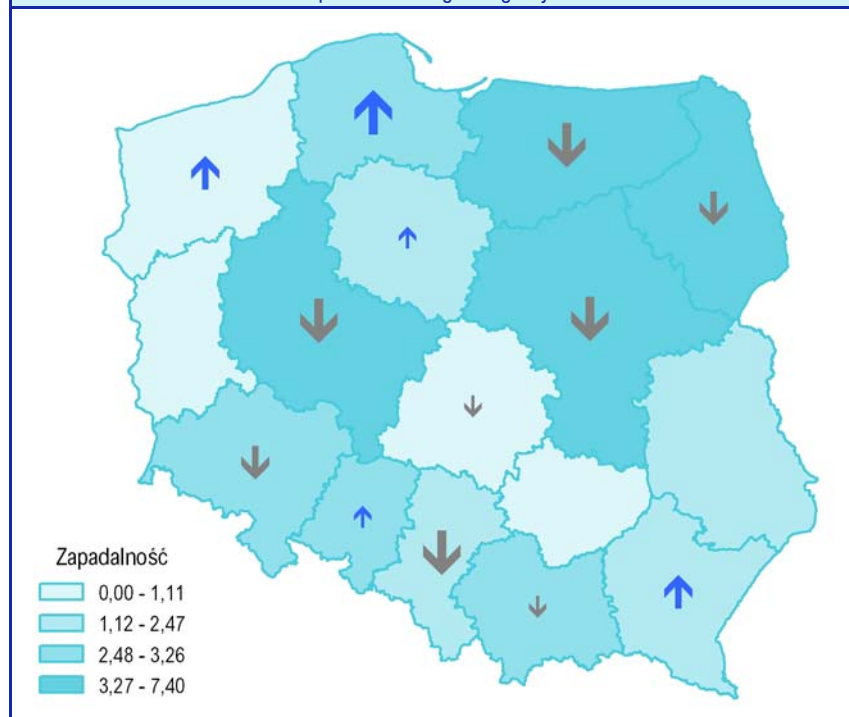 Zapadalność
0,00 - 1,11
1,12 - 2,47
2,48 - 3,26
3,27 - 7,40